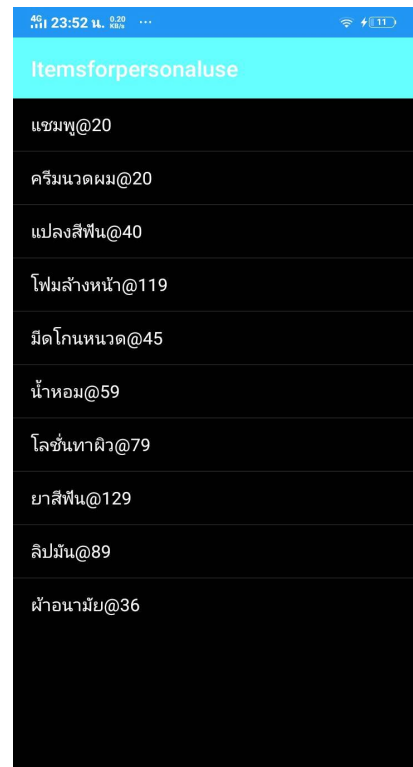 4G 23:52 น. 0.20 KB/s ... 11
Itemsforpersonaluse
แชมพู@20
ครีมนวดผม@20
แปลงสีฟัน@40
โฟมล้างหน้า@119
มีดโกนหนวด@45
น้ำหอม@59
โลชั่นทาผิว@79
ยาสีฟัน@129
ลิปมัน@89
ผ้าอนามัย@36